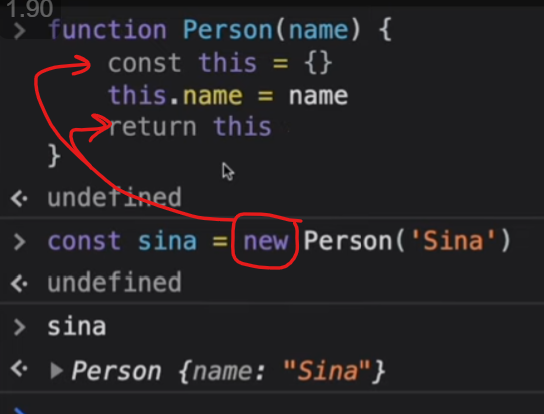 1.90
> function Person(name) {
const this = {}
this.name = name
return this
}
<· undefined
> const sina = new Person('Sina')
<· undefined
> sina
<· ▶ Person {name: "Sina"}
>